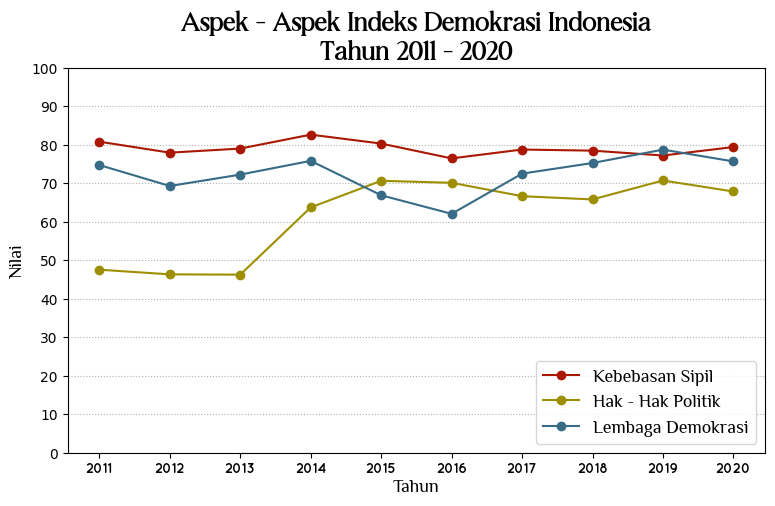 Aspek - Aspek Indeks Demokrasi Indonesia
Tahun 2011 - 2020
100
90
80
70
60
50
40
30
20
10
0
Nilai
2011 2012 2013 2014 2015 2016 2017 2018 2019 2020
Tahun
Kebebasan Sipil
Hak - Hak Politik
Lembaga Demokrasi